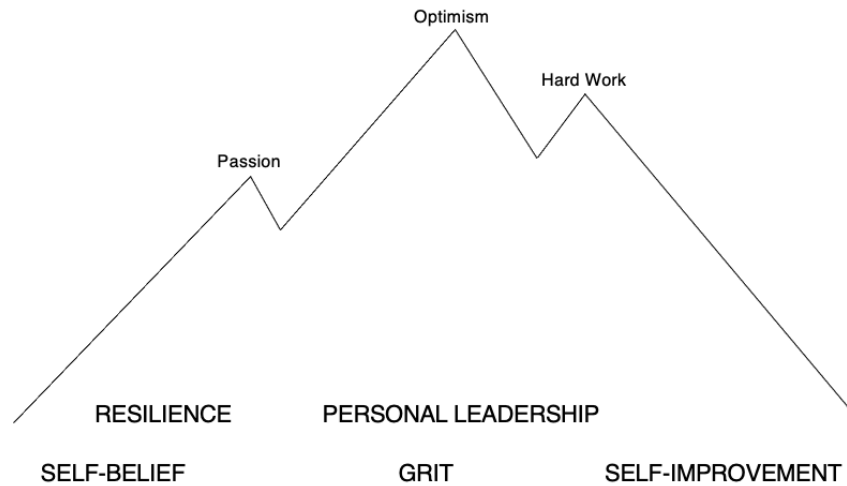 Optimism
Hard Work
Passion
RESILIENCE PERSONAL LEADERSHIP
SELF-BELIEF GRIT SELF-IMPROVEMENT